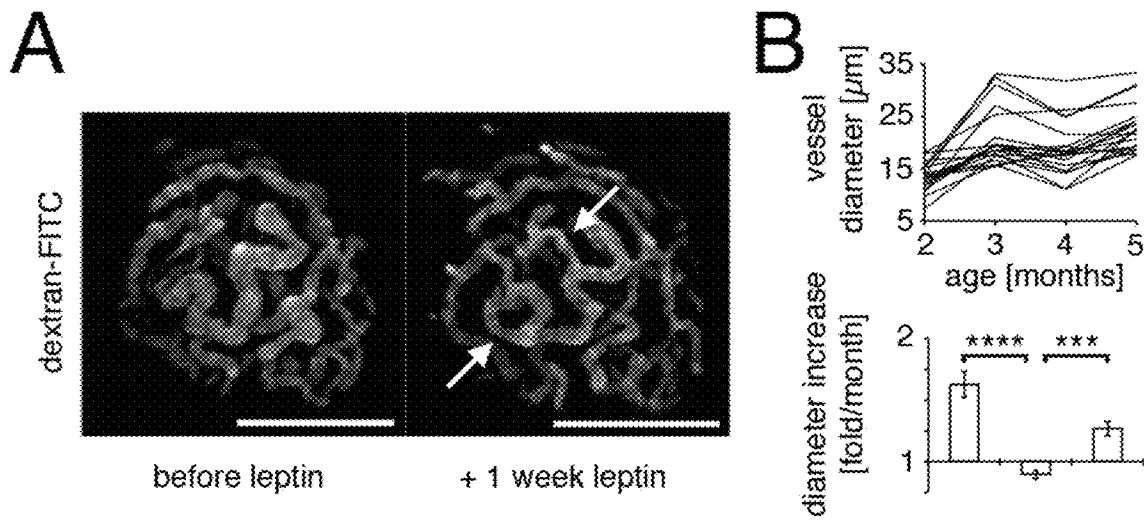 A
dextran-FITC
before leptin
+ 1 week leptin
B
vessel
diameter [µm]
35
25
15
5
2 3 4 5
age [months]
diameter increase
[fold/month]
2
1
**** ***